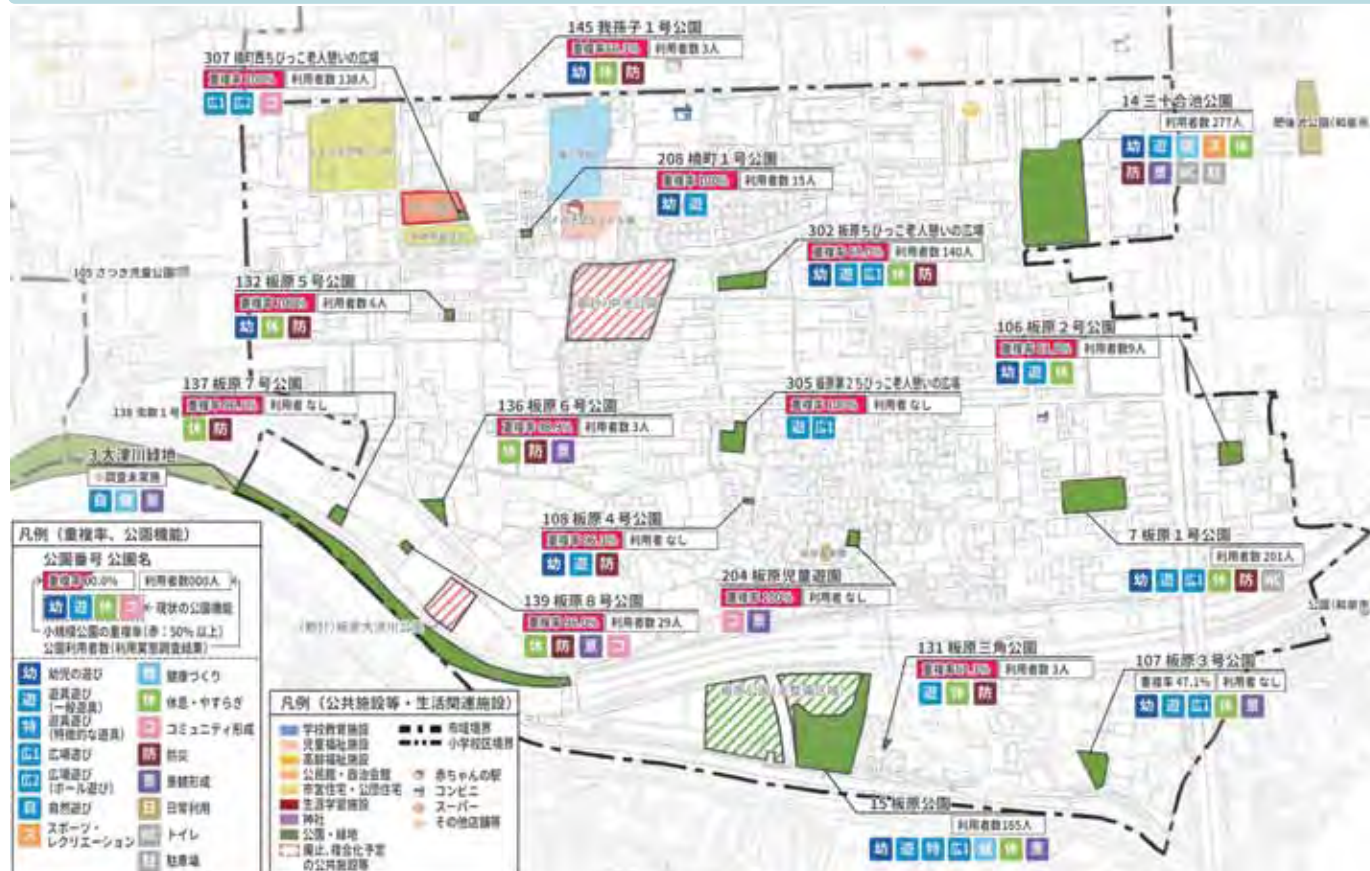 145 我孫子1号公園
利用者数 3人
幼 休 防
307 楠町西ちびっこ老人憩いの広場
重複率 100% 利用者数 138人
広1 広2 コ
14 三十合池公園
利用者数 277人
幼 遊 健 ス 休
防 景 WC 駐
208 楠町1号公園
重複率 100% 利用者数 15人
幼 遊
302 板原ちびっこ老人憩いの広場
利用者数 140人
幼 遊 広1 休 防
105 さつき児童公園
132 板原5号公園
重複率 100% 利用者数 6人
幼 休 防
106 板原2号公園
利用者数9人
幼 遊 休
137 板原7号公園
利用者 なし
休 防
305 板原第2ちびっこ老人憩いの広場
重複率 100% 利用者 なし
遊 広1
136 板原6号公園
利用者数 3人
休 防 景
3 大津川緑地
※調査未実施
自 健 景
108 板原4号公園
利用者 なし
幼 遊 防
7 板原1号公園
利用者数 201人
幼 遊 広1 休 防 WC
204 板原児童遊園
重複率 100% 利用者 なし
コ 景
139 板原8号公園
利用者数 29人
休 防 景 コ
131 板原三角公園
利用者数 3人
遊 休 防
107 板原3号公園
重複率 47.1% 利用者 なし
幼 遊 広1 休 景
15 板原公園
利用者数165人
幼 遊 特 広1 健 休 景
凡例(重複率、公園機能)
公園番号 公園名
重複率 00.0% 利用者数000人
幼 遊 休 コ ←現状の公園機能
小規模公園の重複率(赤:50%以上)
公園利用者数(利用実態調査結果)
幼 幼児の遊び
遊 遊具遊び
(一般遊具)
特 遊具遊び
(特徴的な遊具)
広1 広場遊び
広2 広場遊び
(ボール遊び)
自 自然遊び
ス スポーツ・
レクリエーション
健 健康づくり
休 休息・やすらぎ
コ コミュニティ形成
防 防災
景 景観形成
日 日常利用
WC トイレ
駐 駐車場
凡例(公共施設等・生活関連施設)
学校教育施設
児童福祉施設
高齢福祉施設
公民館・自治会館
市営住宅・公団住宅
生涯学習施設
神社
公園・緑地
廃止、複合化予定
の公共施設等
市域境界
小学校区境界
赤ちゃんの駅
コンビニ
スーパー
その他店舗等